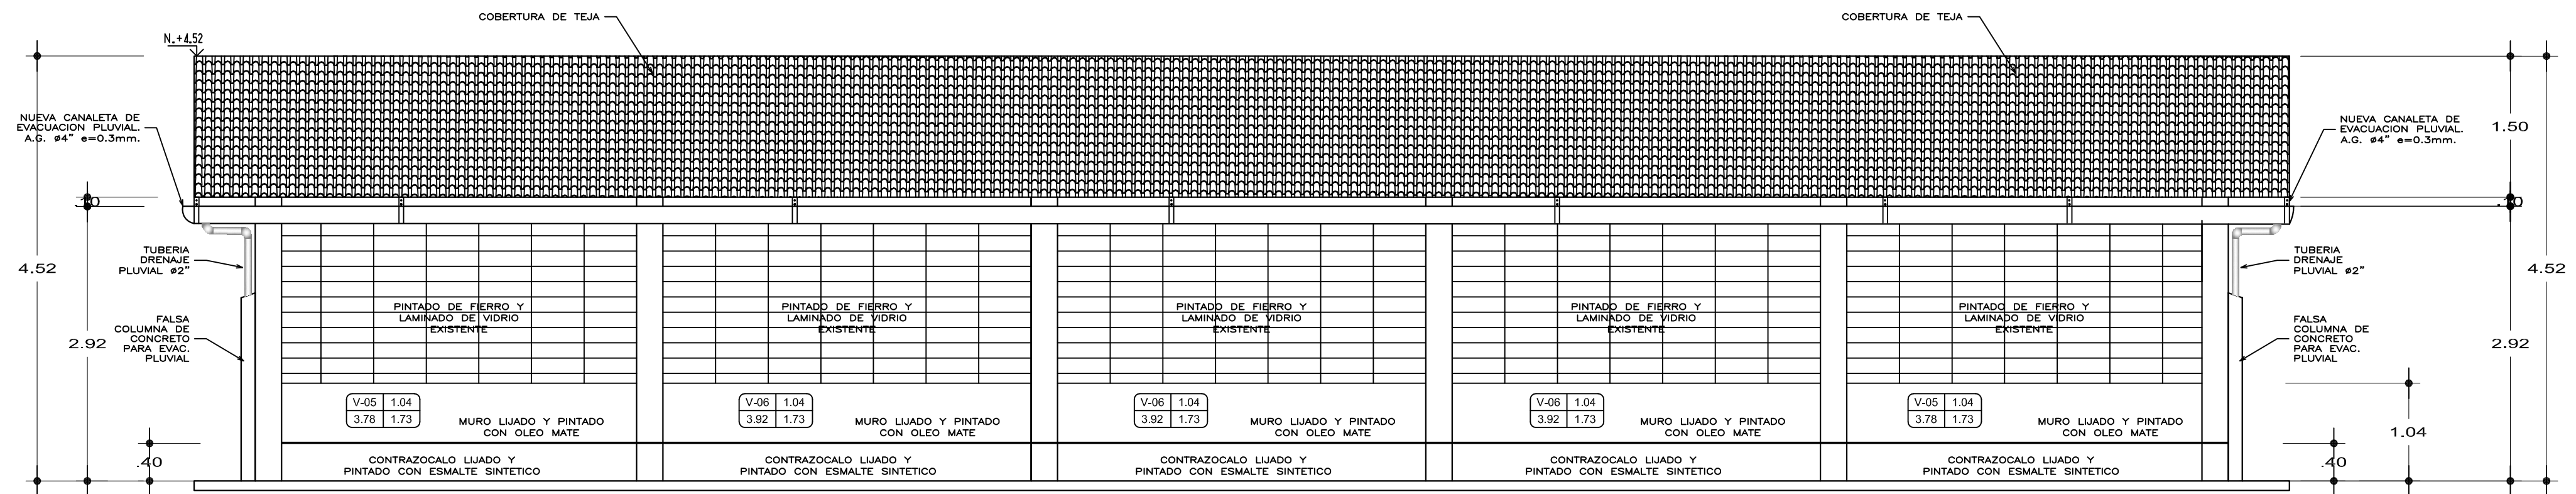 COBERTURA DE TEJA
COBERTURA DE TEJA
N.+4.52
NUEVA CANALETA DE
EVACUACION PLUVIAL.
A.G. ø4" e=0.3mm.
NUEVA CANALETA DE
EVACUACION PLUVIAL.
A.G. ø4" e=0.3mm.
1.50
.10
.10
TUBERIA
DRENAJE
PLUVIAL ø2"
TUBERIA
DRENAJE
PLUVIAL ø2"
4.52
4.52
PINTADO DE FIERRO Y
LAMINADO DE VIDRIO
EXISTENTE
PINTADO DE FIERRO Y
LAMINADO DE VIDRIO
EXISTENTE
PINTADO DE FIERRO Y
LAMINADO DE VIDRIO
EXISTENTE
PINTADO DE FIERRO Y
LAMINADO DE VIDRIO
EXISTENTE
PINTADO DE FIERRO Y
LAMINADO DE VIDRIO
EXISTENTE
FALSA
COLUMNA DE
CONCRETO
PARA EVAC.
PLUVIAL
FALSA
COLUMNA DE
CONCRETO
PARA EVAC.
PLUVIAL
2.92
2.92
V-05 1.04
3.78 1.73
MURO LIJADO Y PINTADO
CON OLEO MATE
V-06 1.04
3.92 1.73
MURO LIJADO Y PINTADO
CON OLEO MATE
V-06 1.04
3.92 1.73
MURO LIJADO Y PINTADO
CON OLEO MATE
V-06 1.04
3.92 1.73
MURO LIJADO Y PINTADO
CON OLEO MATE
V-05 1.04
3.78 1.73
MURO LIJADO Y PINTADO
CON OLEO MATE
1.04
.40
CONTRAZOCALO LIJADO Y
PINTADO CON ESMALTE SINTETICO
CONTRAZOCALO LIJADO Y
PINTADO CON ESMALTE SINTETICO
CONTRAZOCALO LIJADO Y
PINTADO CON ESMALTE SINTETICO
CONTRAZOCALO LIJADO Y
PINTADO CON ESMALTE SINTETICO
CONTRAZOCALO LIJADO Y
PINTADO CON ESMALTE SINTETICO
.40